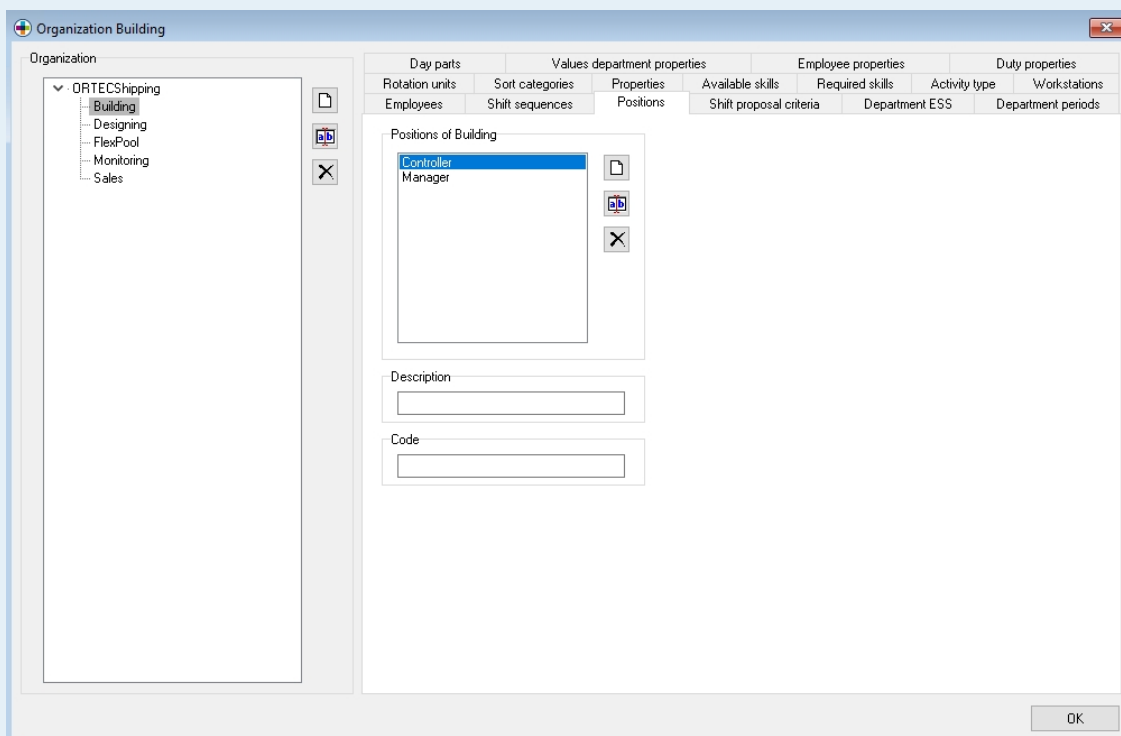 Organization Building
Organization
ORTECShipping
Building
Designing
FlexPool
Monitoring
Sales
Day parts Values department properties Employee properties Duty properties
Rotation units Sort categories Properties Available skills Required skills Activity type Workstations
Employees Shift sequences Positions Shift proposal criteria Department ESS Department periods
Positions of Building
Controller
Manager
Description
Code
OK